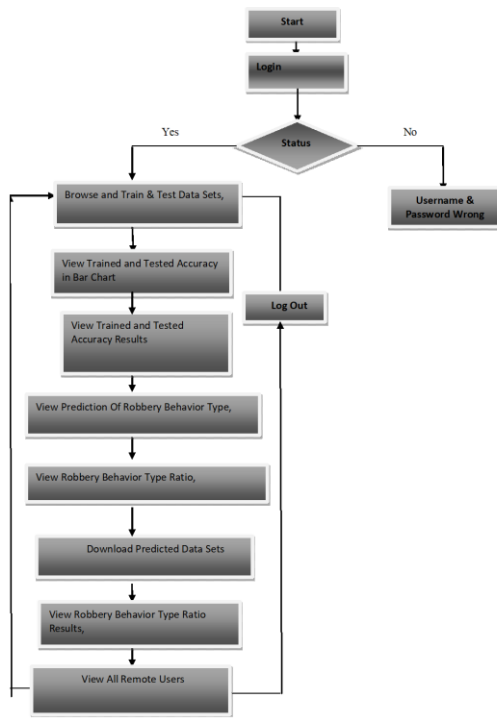 Start
Login
Status
Yes
No
Browse and Train & Test Data Sets,
Username &
Password Wrong
View Trained and Tested Accuracy
in Bar Chart
Log Out
View Trained and Tested
Accuracy Results
View Prediction Of Robbery Behavior Type,
View Robbery Behavior Type Ratio,
Download Predicted Data Sets
View Robbery Behavior Type Ratio
Results,
View All Remote Users